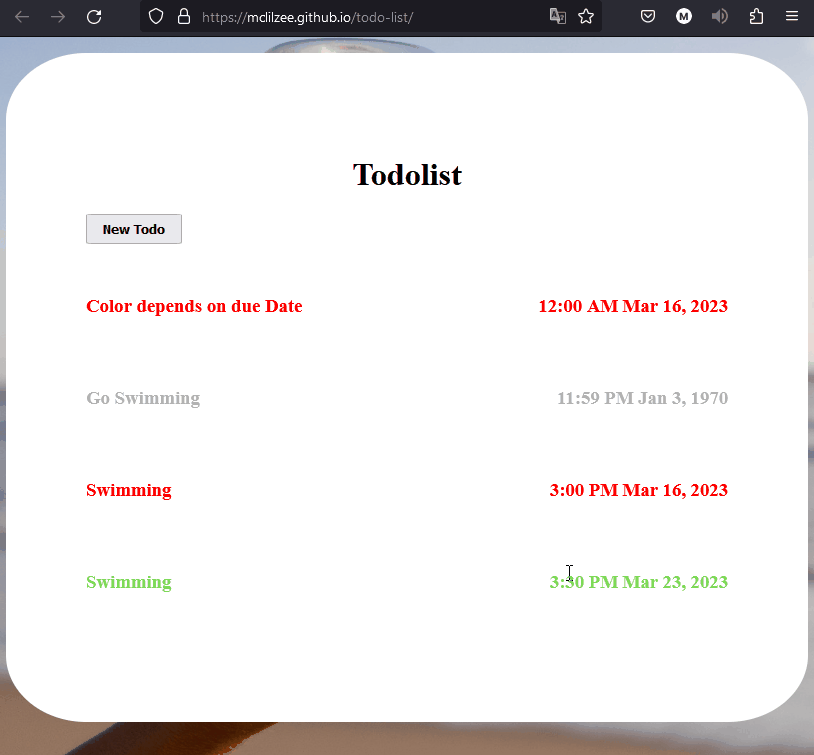 https://mclilzee.github.io/todo-list/
M
Todolist
New Todo
Color depends on due Date 12:00 AM Mar 16, 2023
Go Swimming 11:59 PM Jan 3, 1970
Swimming 3:00 PM Mar 16, 2023
Swimming 3:30 PM Mar 23, 2023